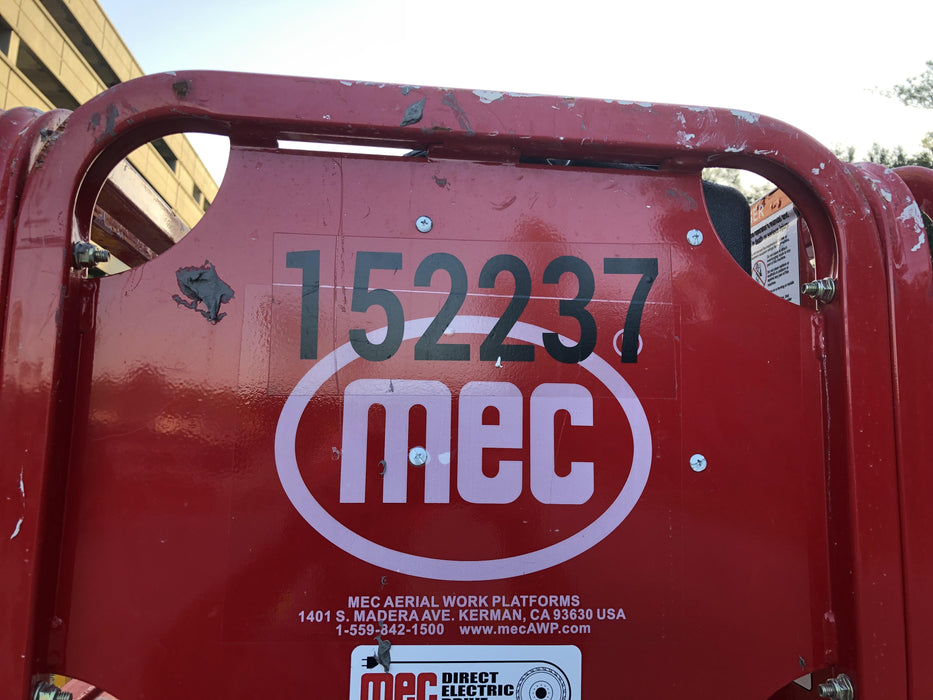 152237
mec
MEC AERIAL WORK PLATFORMS
1401 S. MADERA AVE. KERMAN, CA 93630 USA
1-559-842-1500 www.mecAWP.com
mec DIRECT
ELECTRIC
DRIVE